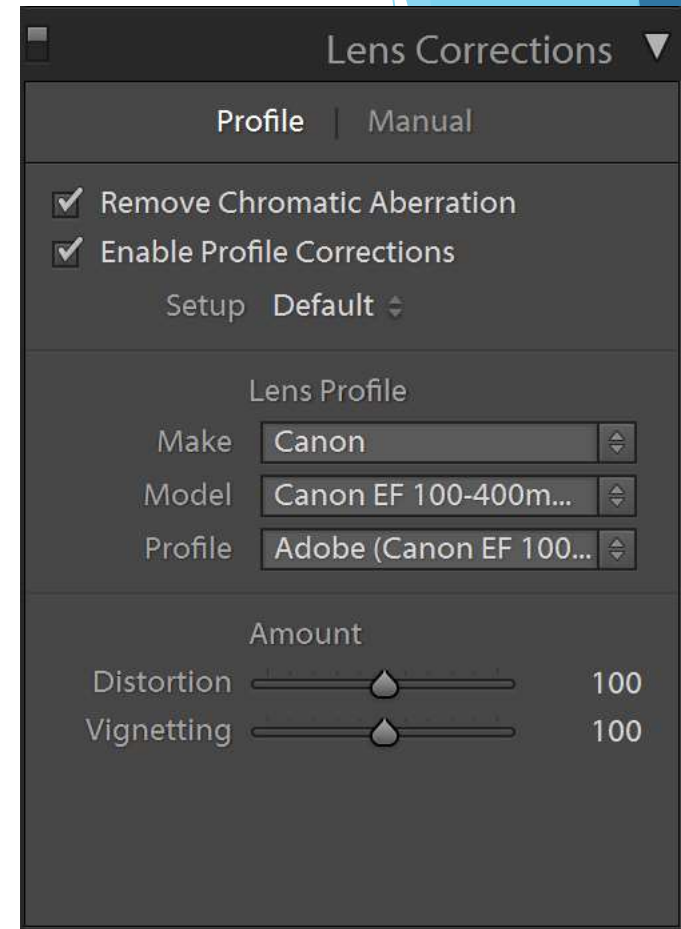 Lens Corrections
Profile | Manual
Remove Chromatic Aberration
Enable Profile Corrections
Setup Default
Lens Profile
Make Canon
Model Canon EF 100-400m...
Profile Adobe (Canon EF 100...
Amount
Distortion 100
Vignetting 100